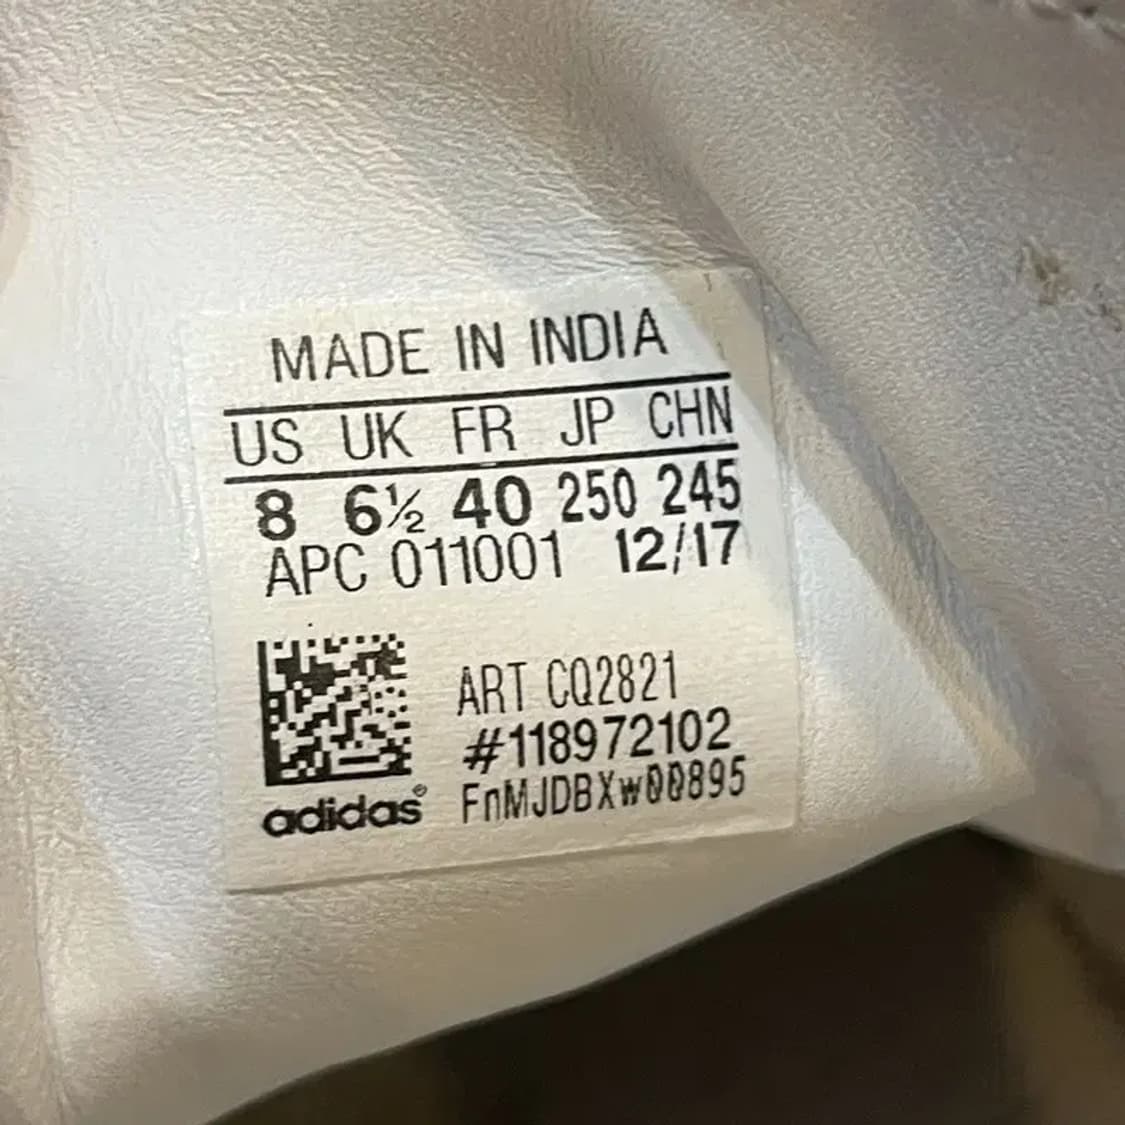 MADE IN INDIA
US UK FR JP CHN
8 6½ 40 250 245
APC 011001 12/17
ART CQ2821
#118972102
adidas® FnMJDBXw00895